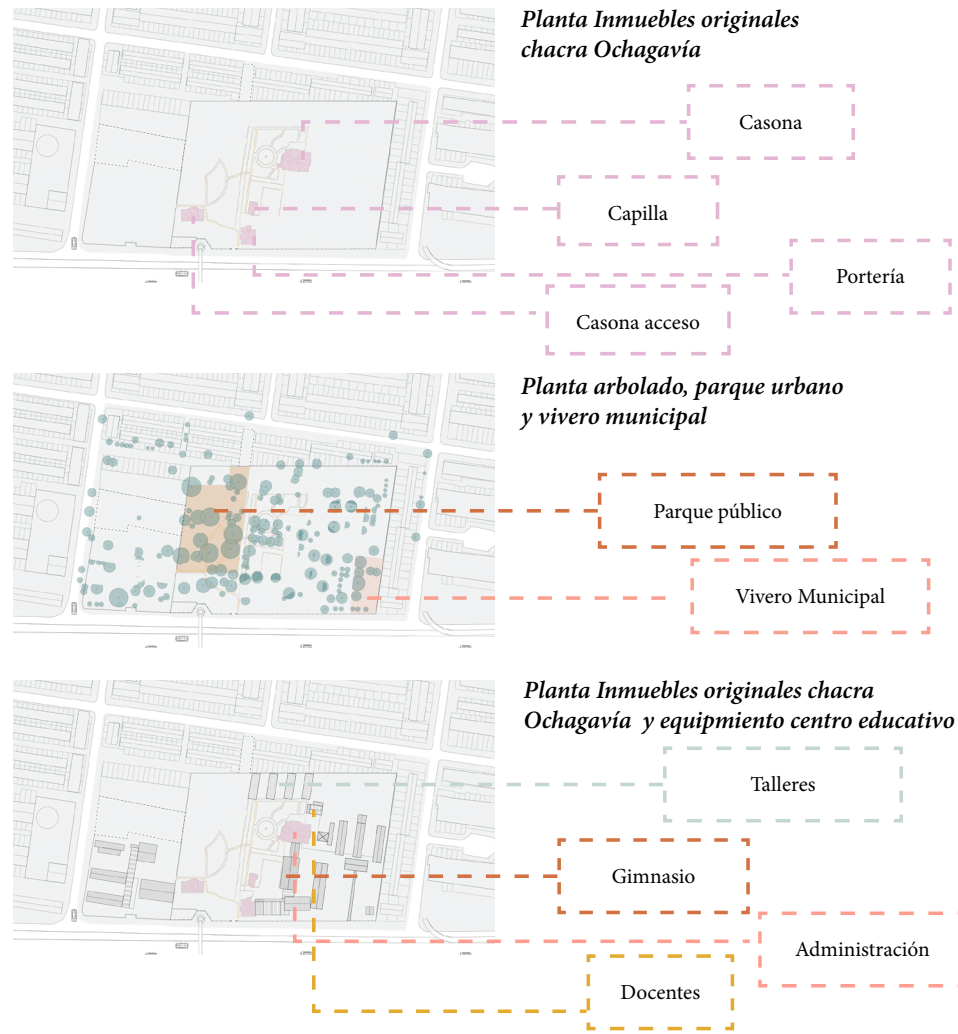 Planta Inmuebles originales
chacra Ochagavía
Casona
Capilla
Portería
Casona acceso
Planta arbolado, parque urbano
y vivero municipal
Parque público
Vivero Municipal
Planta Inmuebles originales chacra
Ochagavía y equipmiento centro educativo
Talleres
Gimnasio
Administración
Docentes